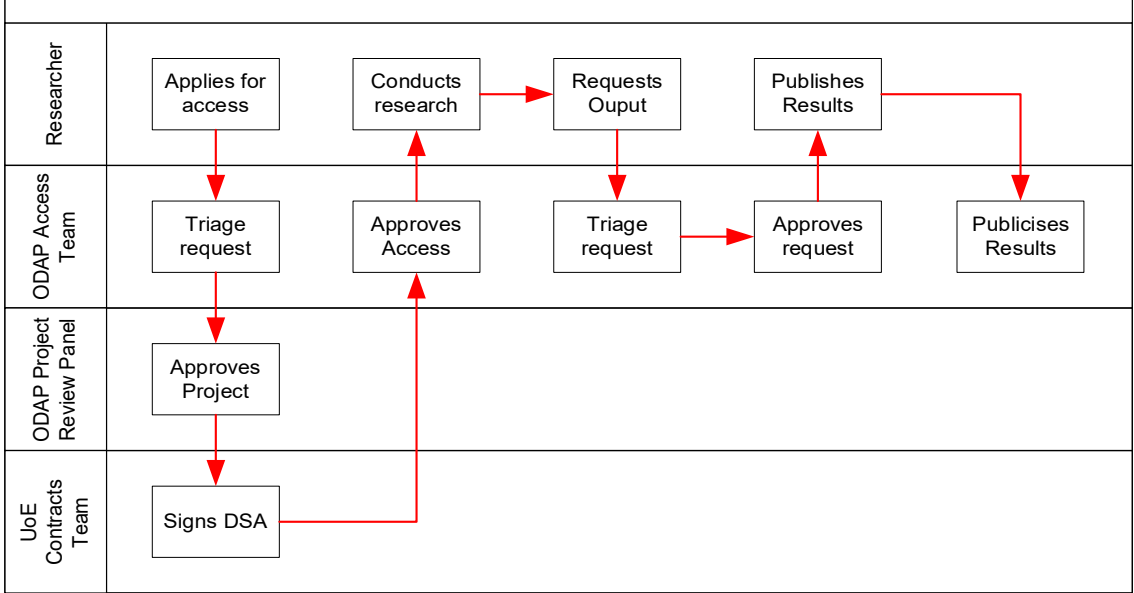 Researcher
Applies for
access
Conducts
research
Requests
Ouput
Publishes
Results
ODAP Access
Team
Triage
request
Approves
Access
Triage
request
Approves
request
Publicises
Results
ODAP Project
Review Panel
Approves
Project
UoE
Contracts
Team
Signs DSA